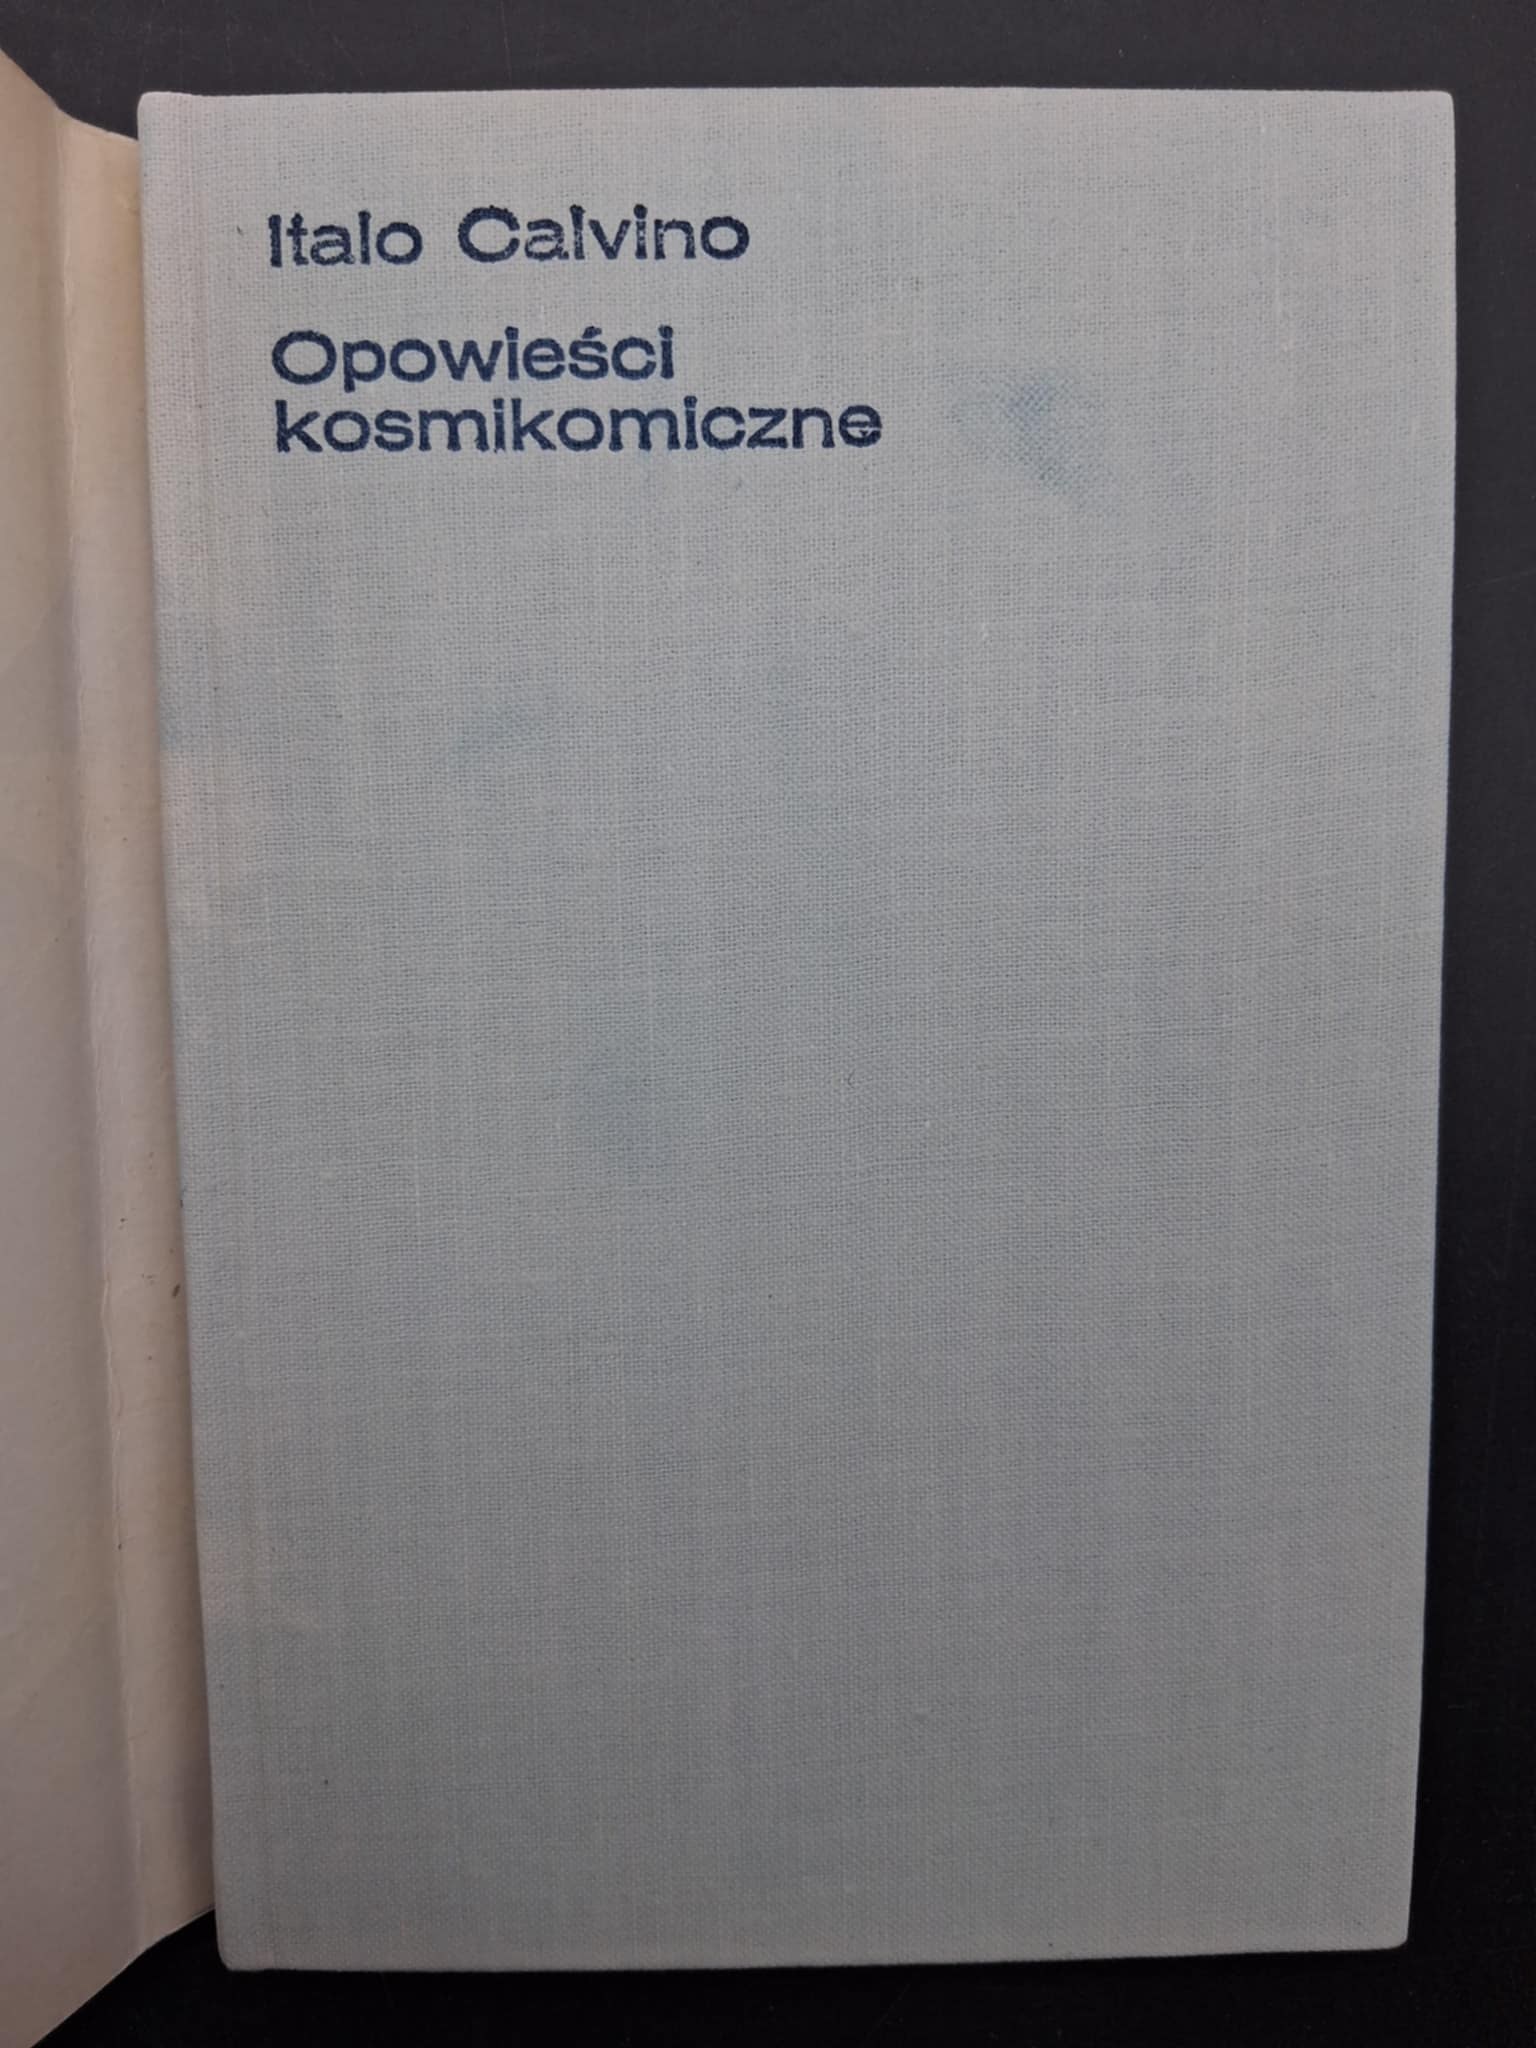 Italo Calvino
Opowieści
kosmikomiczne